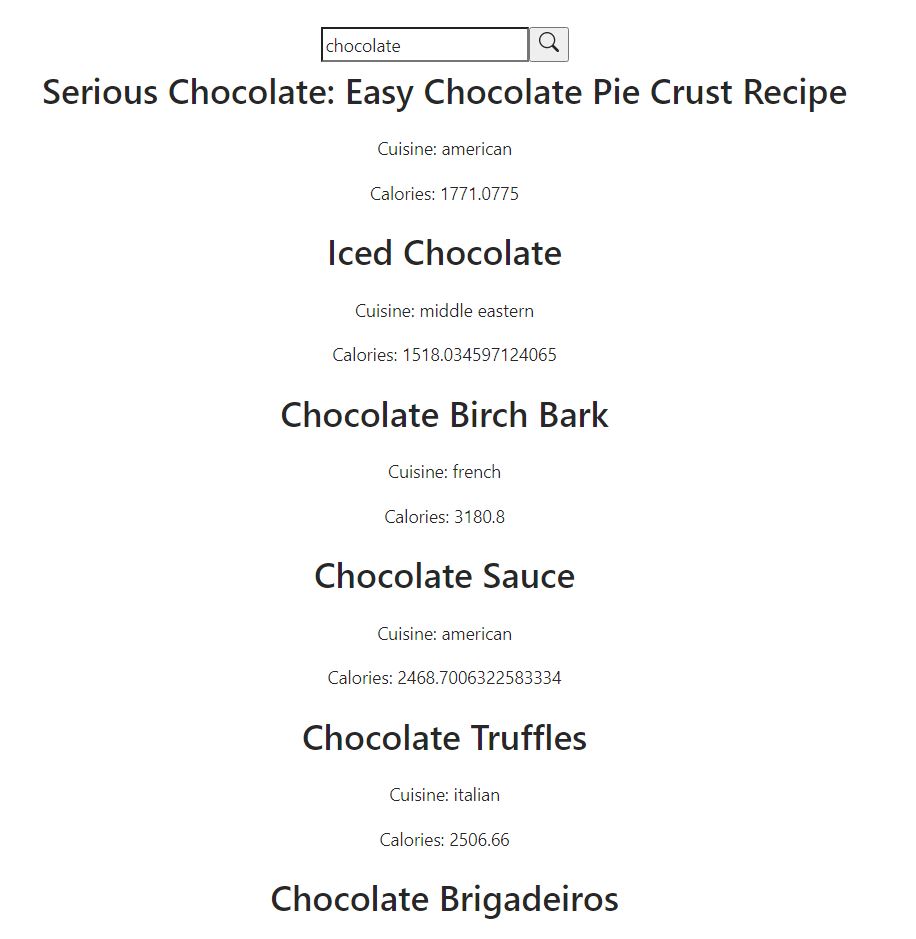 chocolate
Serious Chocolate: Easy Chocolate Pie Crust Recipe
Cuisine: american
Calories: 1771.0775
Iced Chocolate
Cuisine: middle eastern
Calories: 1518.034597124065
Chocolate Birch Bark
Cuisine: french
Calories: 3180.8
Chocolate Sauce
Cuisine: american
Calories: 2468.7006322583334
Chocolate Truffles
Cuisine: italian
Calories: 2506.66
Chocolate Brigadeiros